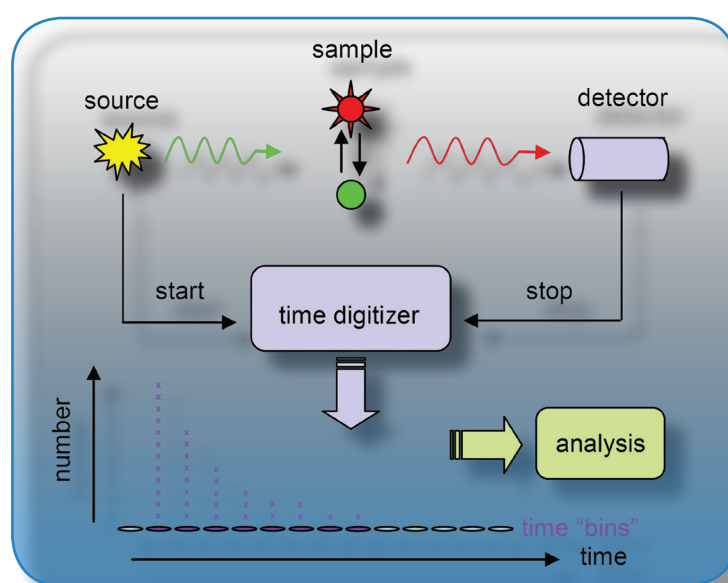 sample
source
detector
start
stop
time digitizer
number
analysis
time “bins”
time